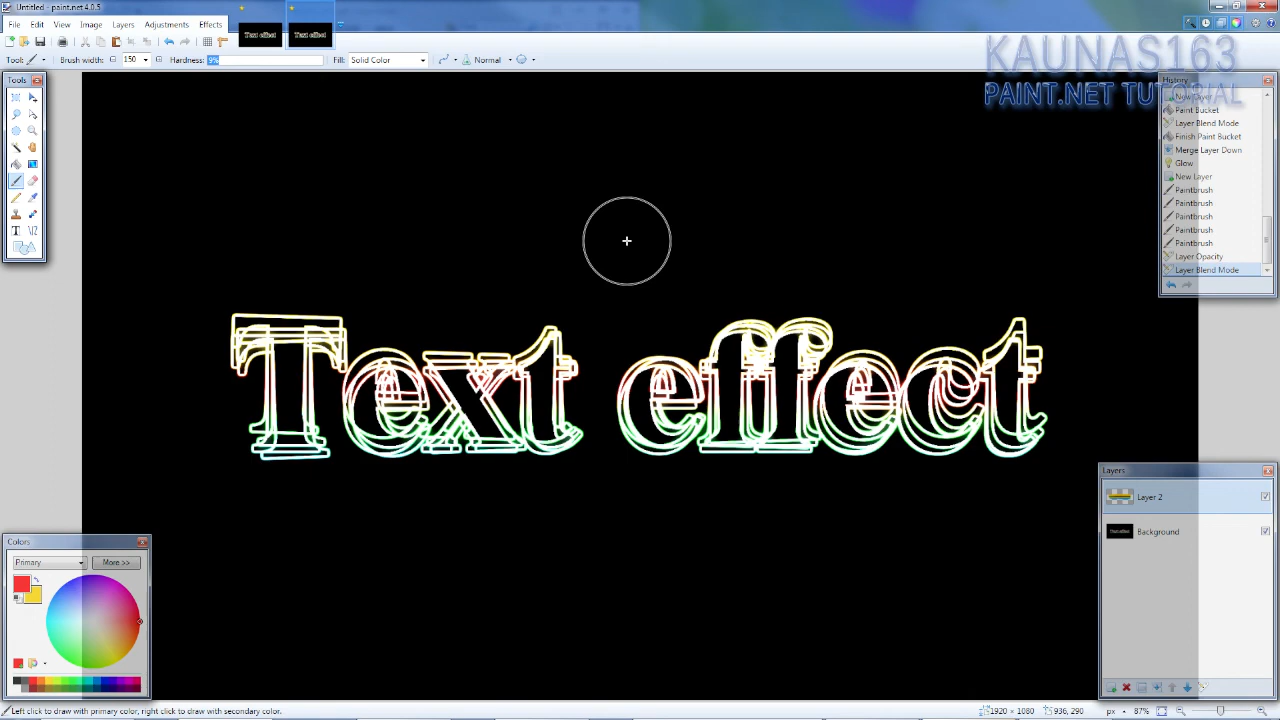 Untitled - paint.net 4.0.5
File Edit View Image Layers Adjustments Effects
Text effect Text effect
Tool: Brush width: 150 Hardness: 9% Fill: Solid Color Normal
KAUNAS163
PAINT.NET TUTORIAL
Tools
History
New Layer
Paint Bucket
Layer Blend Mode
Finish Paint Bucket
Merge Layer Down
Glow
New Layer
Paintbrush
Paintbrush
Paintbrush
Paintbrush
Paintbrush
Layer Opacity
Layer Blend Mode
Text effect
Layers
Layer 2
Background
Colors
Primary More >>
Left click to draw with primary color, right click to draw with secondary color. 1920 × 1080 936, 290 px 87%